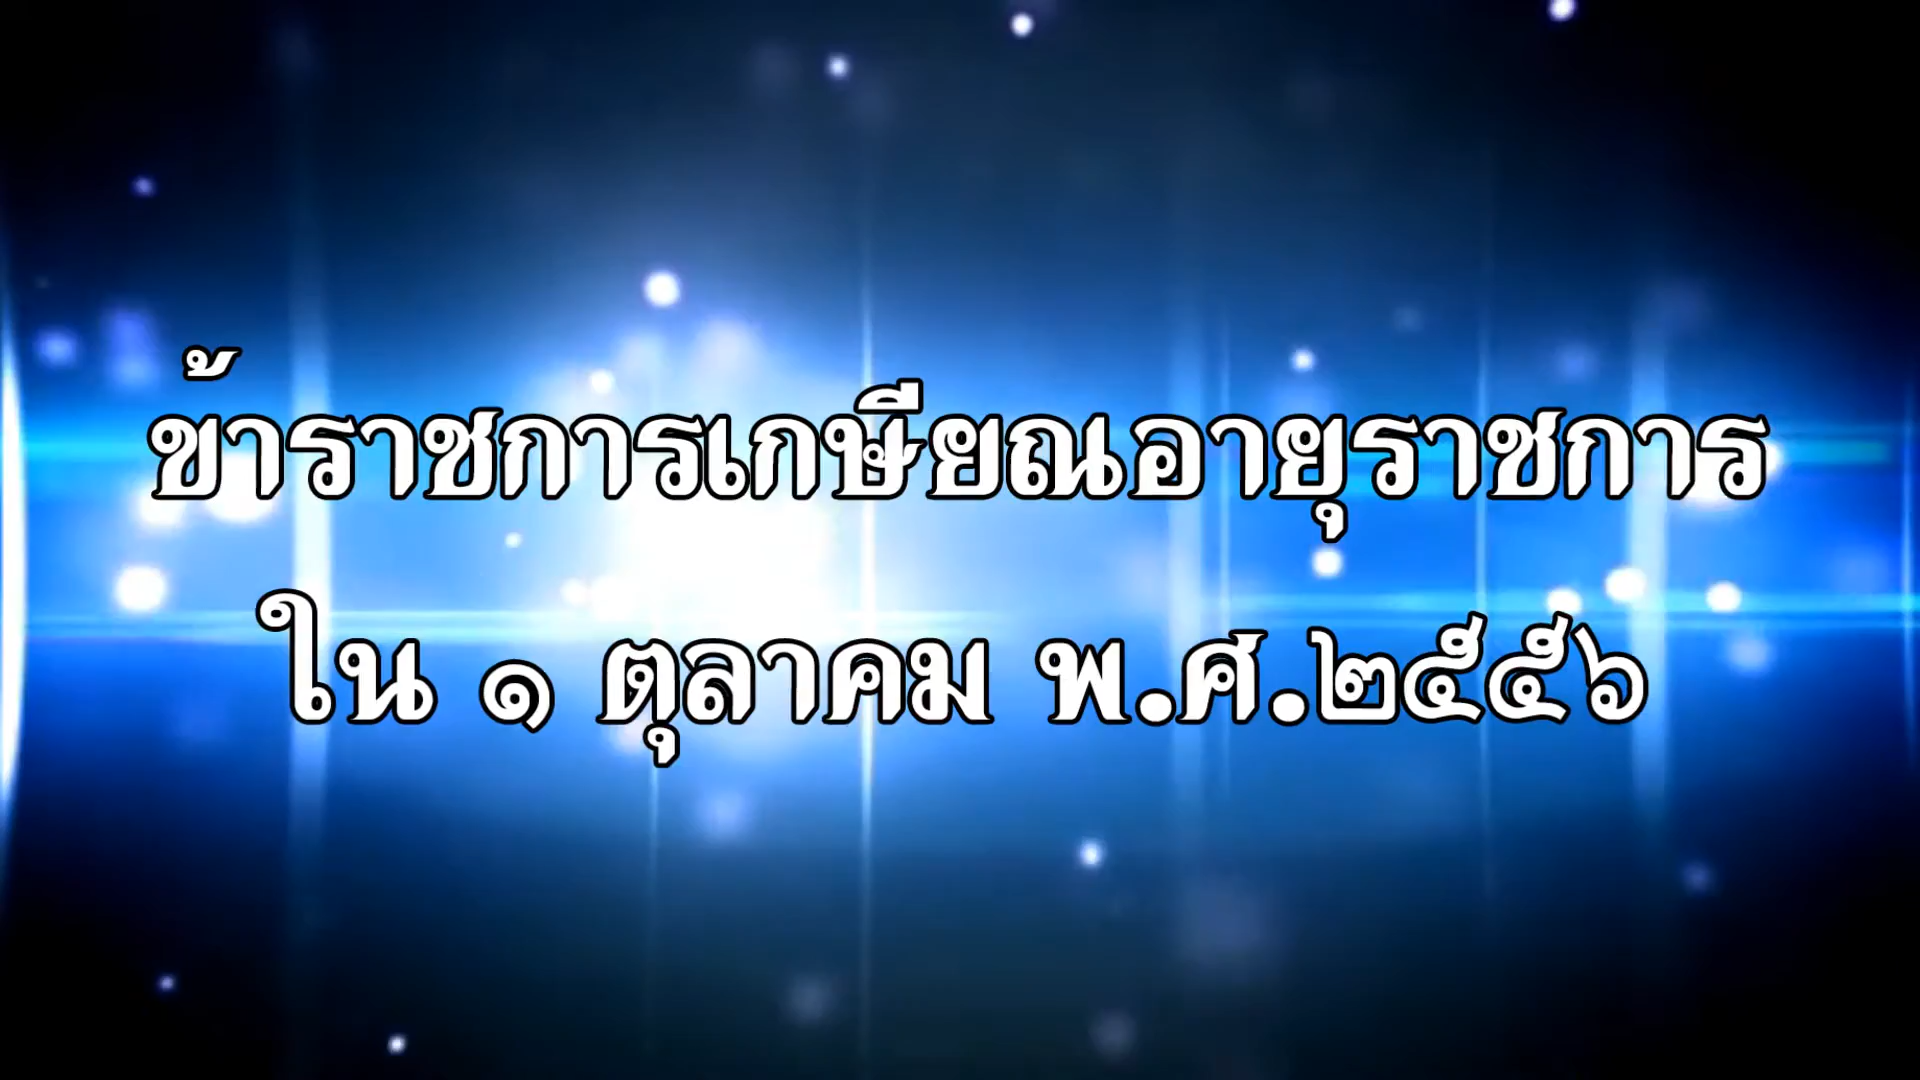 ข้าราชการเกษียณอายุราชการ
ใน ๑ ตุลาคม พ.ศ.๒๕๕๖